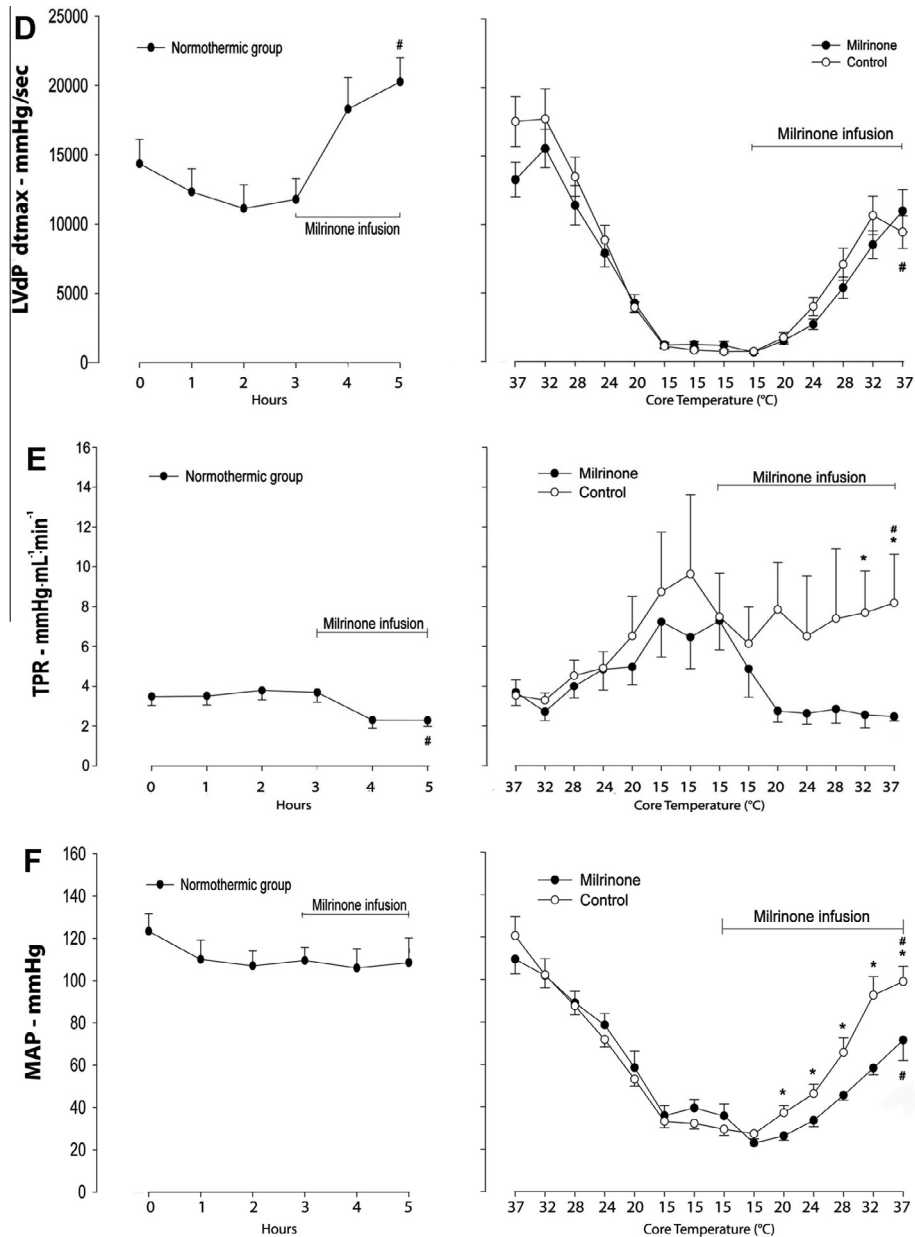 D
LVdP dtmax - mmHg/sec
25000
20000
15000
10000
5000
0
Normothermic group
#
Milrinone infusion
0 1 2 3 4 5
Hours
Milrinone
Control
Milrinone infusion
#
37 32 28 24 20 15 15 15 15 20 24 28 32 37
Core Temperature (°C)
E
TPR - mmHg·mL⁻¹·min⁻¹
16
14
12
10
8
6
4
2
0
Normothermic group
Milrinone infusion
#
0 1 2 3 4 5
Hours
Milrinone
Control
Milrinone infusion
#
* *
37 32 28 24 20 15 15 15 15 20 24 28 32 37
Core Temperature (°C)
F
MAP - mmHg
160
140
120
100
80
60
40
20
0
Normothermic group
Milrinone infusion
0 1 2 3 4 5
Hours
Milrinone
Control
Milrinone infusion
#
* * * * *
#
37 32 28 24 20 15 15 15 15 20 24 28 32 37
Core Temperature (°C)